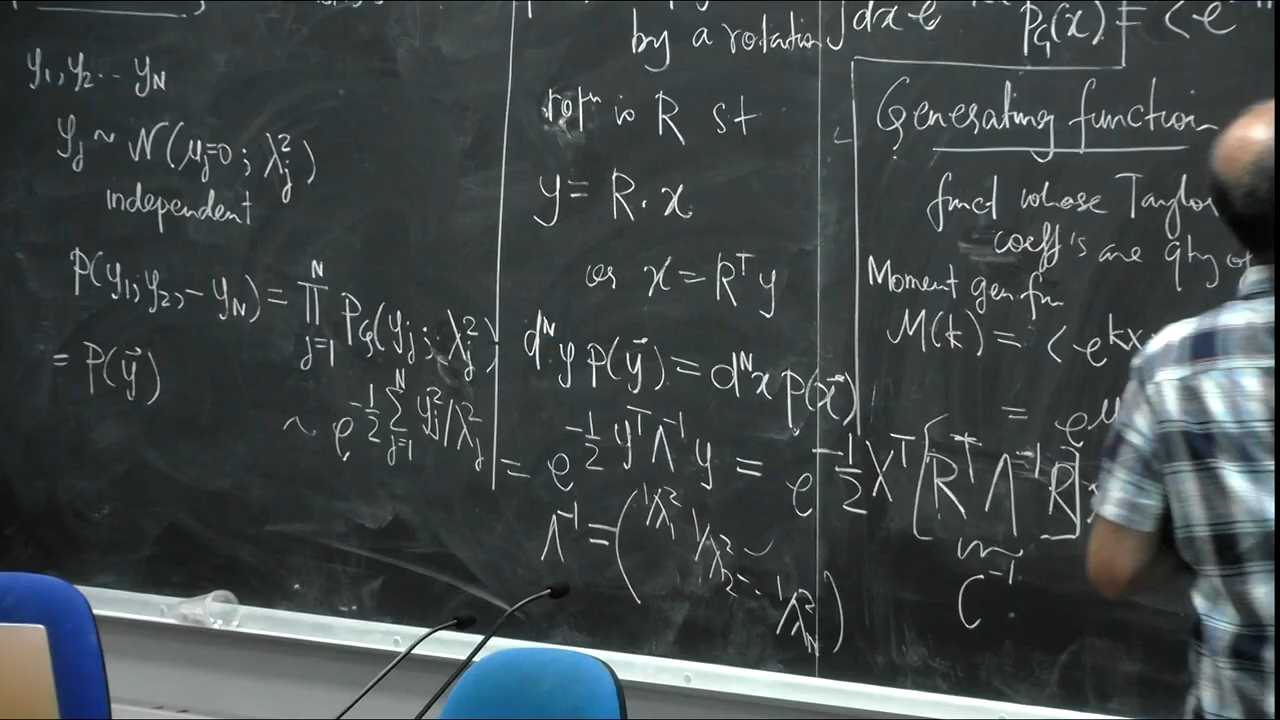 y₁, y₂ ·· y_N
y_j ~ N(μ_j=0; λ_j²)
independent
P(y₁, y₂, – y_N) = ∏_{j=1}^{N} P_G(y_j; λ_j²)
= P(y⃗)
~ e^{-1/2 Σ_{j=1}^{N} y_j²/λ_j²}
by a rotation
rotⁿ is R st
y = R · x
or x = Rᵀy
dᴺy P(y⃗) = dᴺx p(x⃗)
= e^{-1/2 yᵀ Λ⁻¹ y} = e^{-1/2 xᵀ [Rᵀ Λ⁻¹ R]
Λ⁻¹ = ( 1/λ₁² 1/λ₂² -- 1/λ_N² )
C⁻¹
∫dx e
P_G(x) = < e
Generating function
funct whose Taylor
coeff's are qty of
Moment gen fn
M(k) = < e^{kx}
= e^{μ